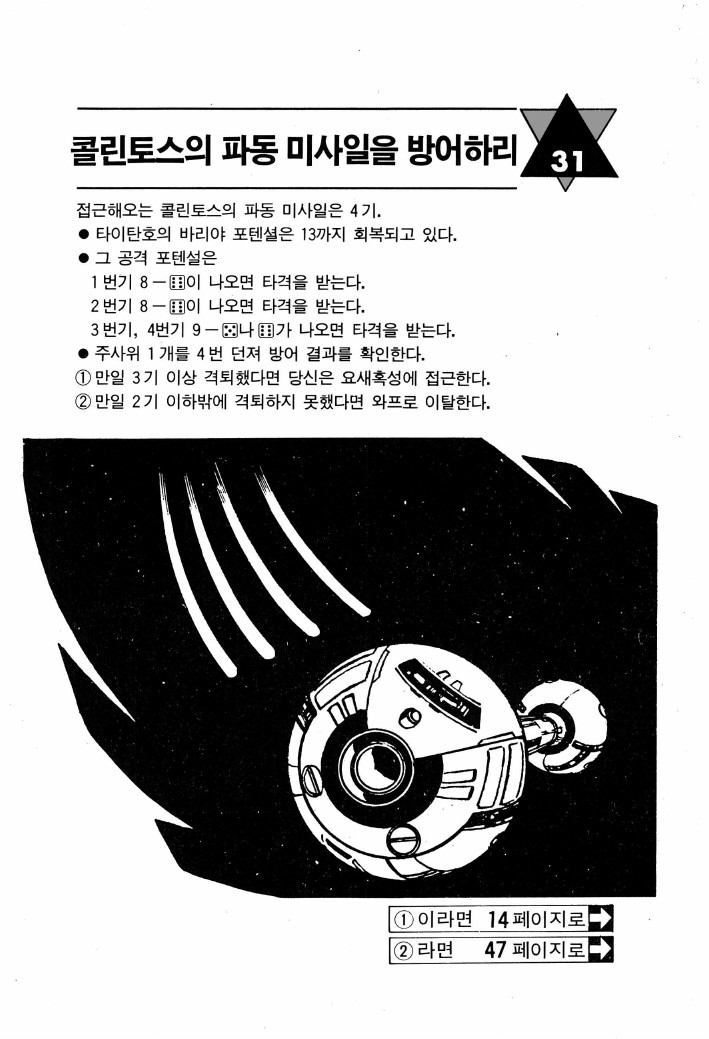 콜린토스의 파동 미사일을 방어하라
31
접근해오는 콜린토스의 파동 미사일은 4기.
● 타이탄호의 바리야 포텐셜은 13까지 회복되고 있다.
● 그 공격 포텐설은
1번기 8－⚅이 나오면 타격을 받는다.
2번기 8－⚅이 나오면 타격을 받는다.
3번기, 4번기 9－⚄나 ⚅가 나오면 타격을 받는다.
● 주사위 1개를 4번 던져 방어 결과를 확인한다.
① 만일 3기 이상 격퇴했다면 당신은 요새혹성에 접근한다.
② 만일 2기 이하밖에 격퇴하지 못했다면 와프로 이탈한다.
① 이라면 14 페이지로
② 라면 47 페이지로